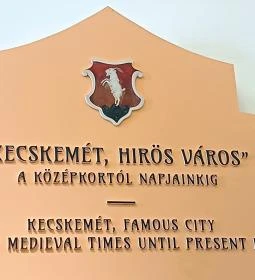 KECSKEMÉT, HIRÖS VÁROS”
A KÖZÉPKORTÓL NAPJAINKIG
KECSKEMÉT, FAMOUS CITY
MEDIEVAL TIMES UNTIL PRESENT